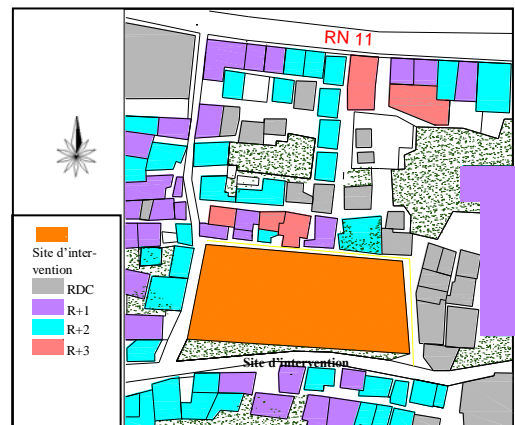 RN 11
Site d'inter-
vention
RDC
R+1
R+2
R+3
Site d'intervention